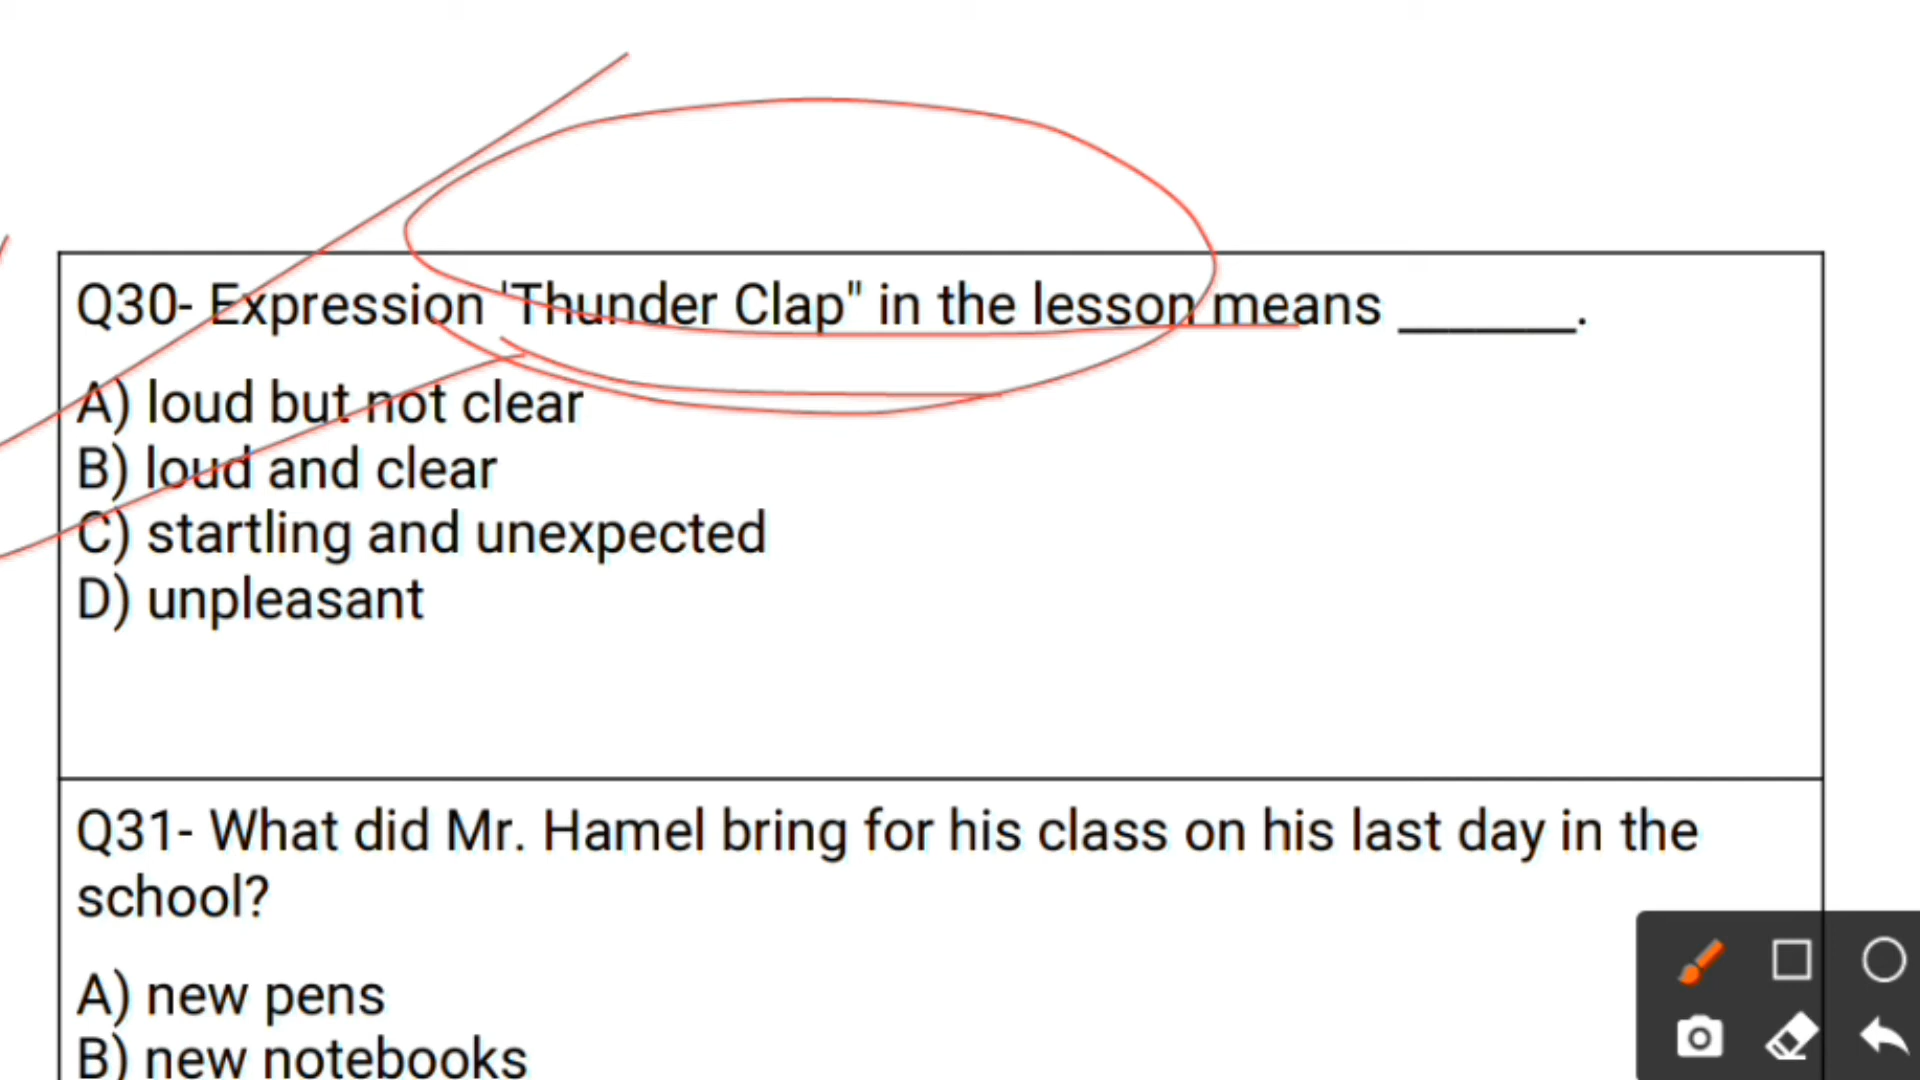 Q30- Expression 'Thunder Clap" in the lesson means _______.
A) loud but not clear
B) loud and clear
C) startling and unexpected
D) unpleasant
Q31- What did Mr. Hamel bring for his class on his last day in the
school?
A) new pens
B) new notebooks